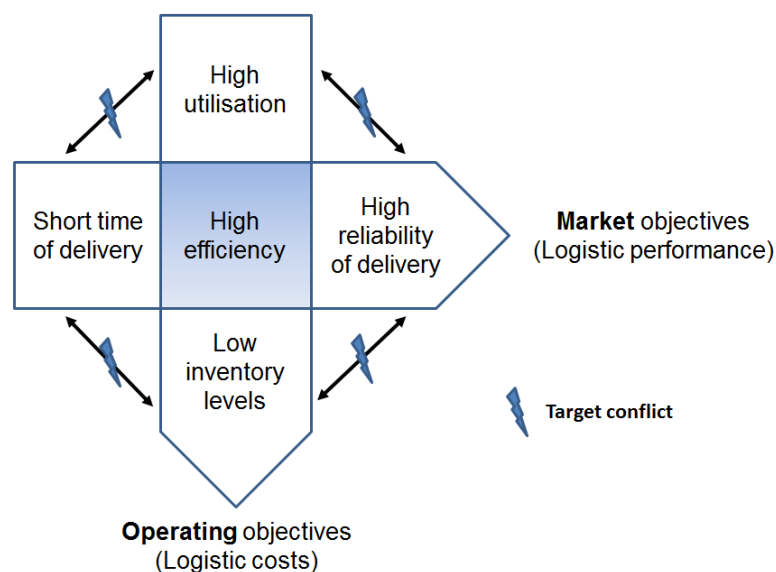 High
utilisation
Short time
of delivery
High
efficiency
High
reliability
of delivery
Market objectives
(Logistic performance)
Low
inventory
levels
Target conflict
Operating objectives
(Logistic costs)